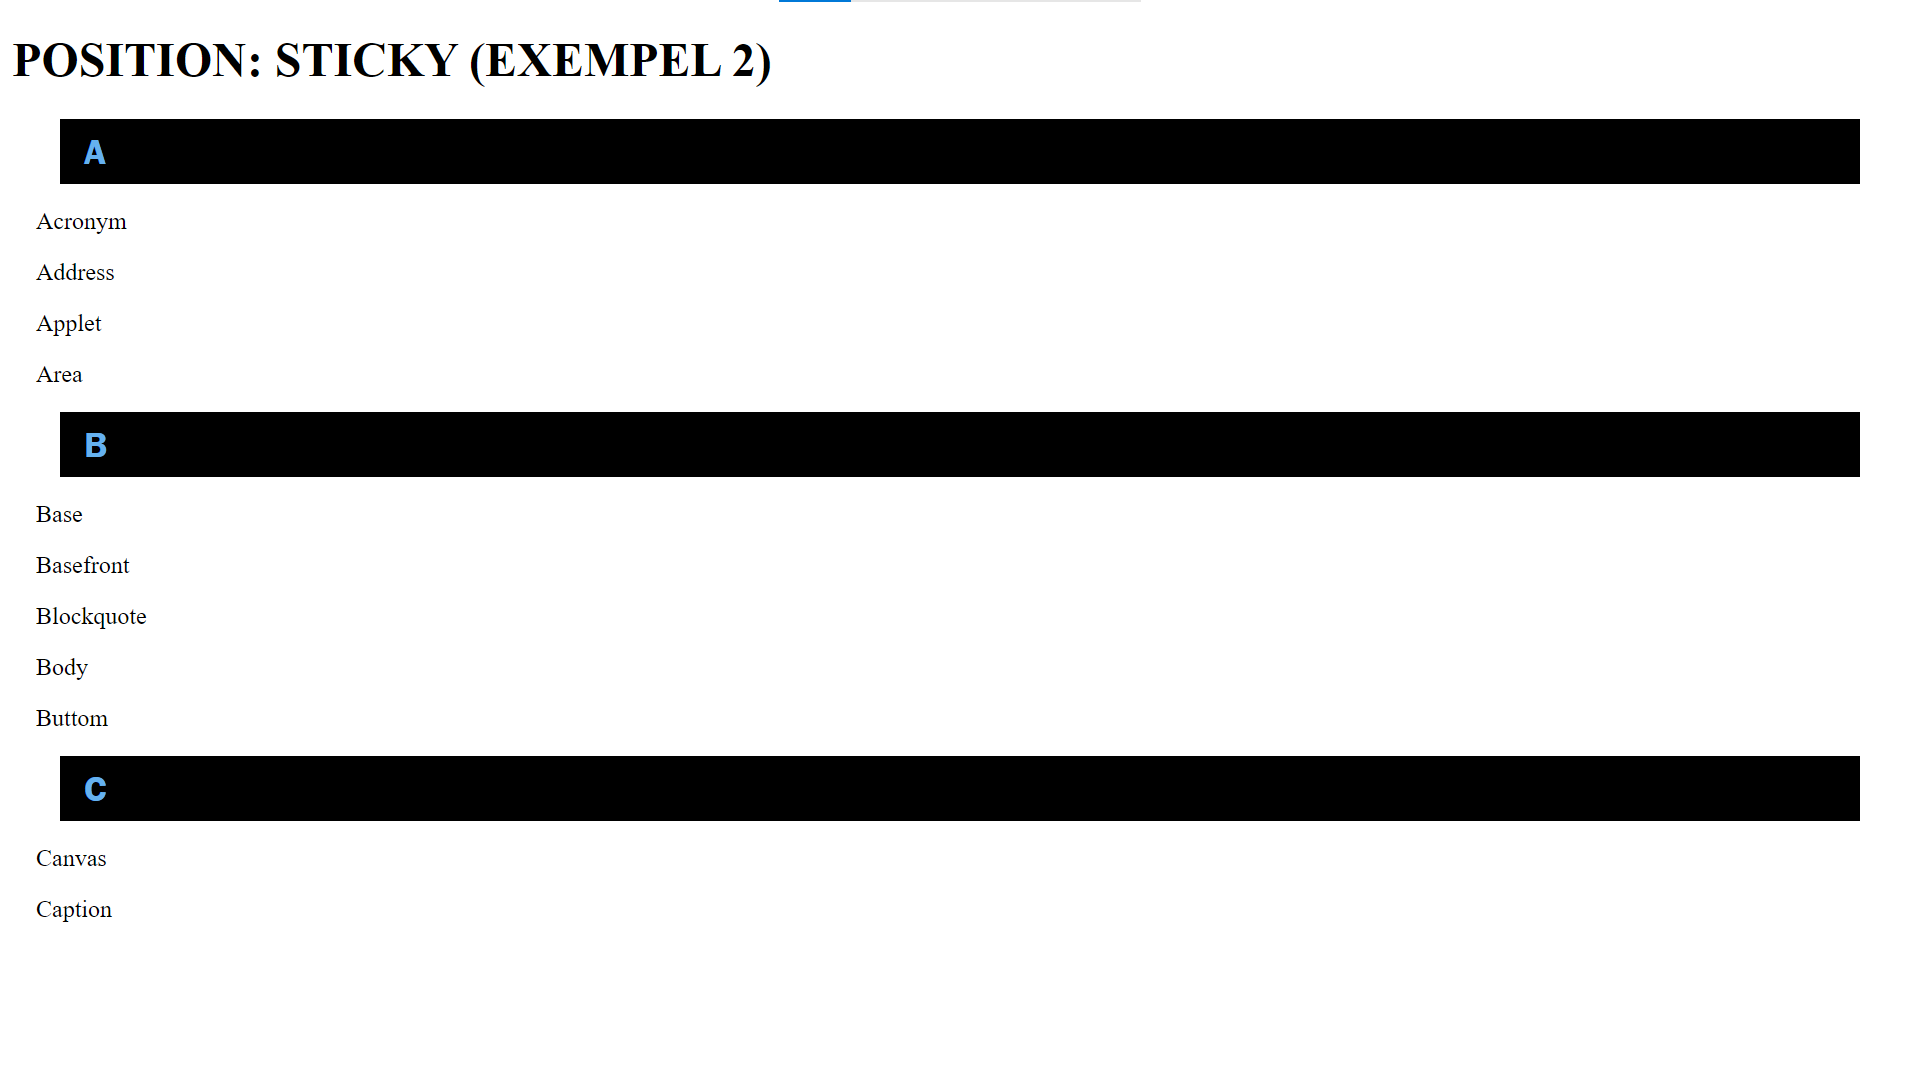 POSITION: STICKY (EXEMPEL 2)
A
Acronym
Address
Applet
Area
B
Base
Basefront
Blockquote
Body
Buttom
C
Canvas
Caption